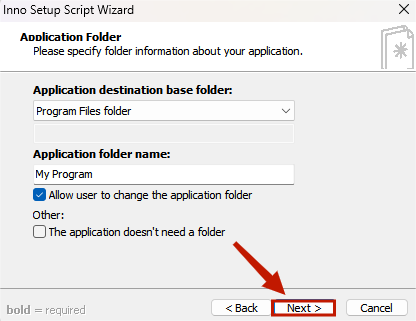 Inno Setup Script Wizard
Application Folder
Please specify folder information about your application.
Application destination base folder:
Program Files folder
Application folder name:
My Program
Allow user to change the application folder
Other:
The application doesn't need a folder
bold = required
< Back
Next >
Cancel